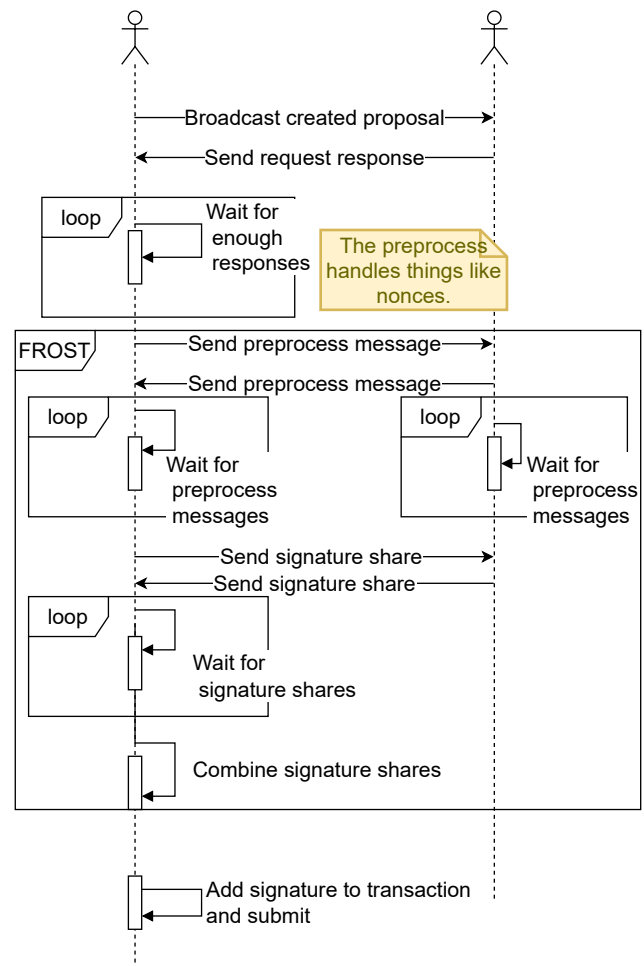 Broadcast created proposal
Send request response
loop
Wait for
enough
responses
The preprocess
handles things like
nonces.
FROST
Send preprocess message
Send preprocess message
loop
Wait for
preprocess
messages
loop
Wait for
preprocess
messages
Send signature share
Send signature share
loop
Wait for
signature shares
Combine signature shares
Add signature to transaction
and submit